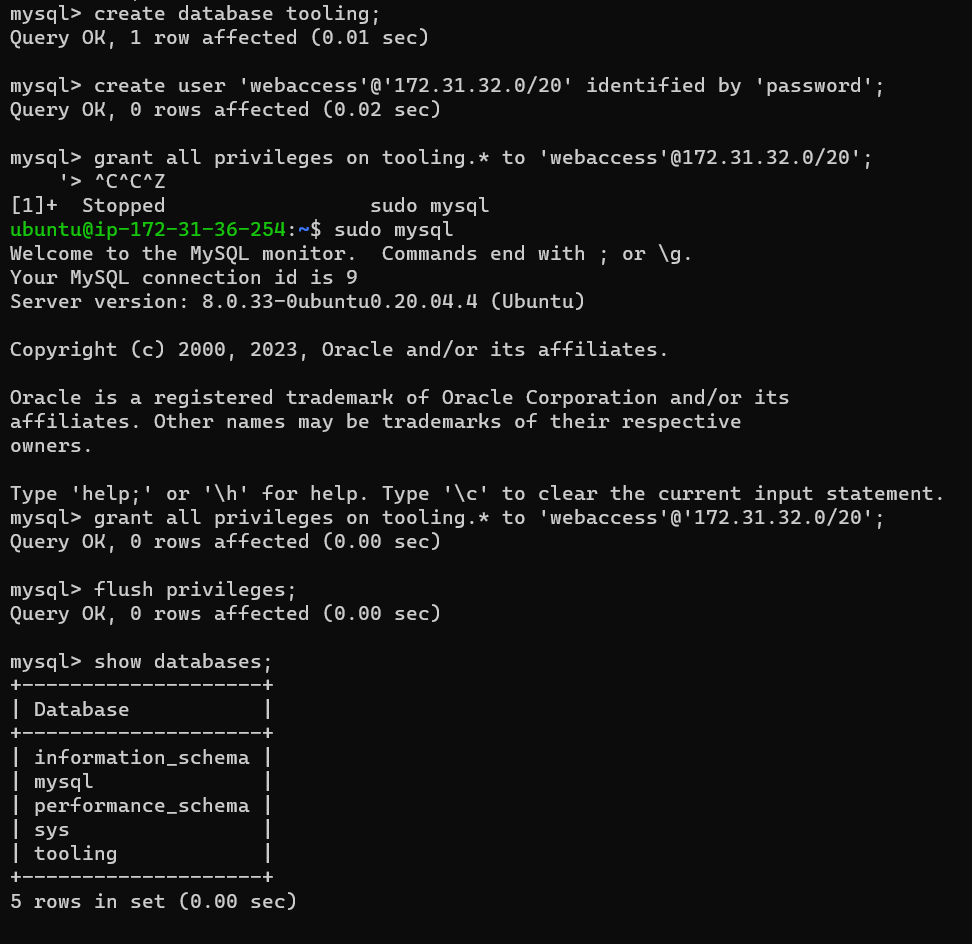 mysql> create database tooling;
Query OK, 1 row affected (0.01 sec)
mysql> create user 'webaccess'@'172.31.32.0/20' identified by 'password';
Query OK, 0 rows affected (0.02 sec)
mysql> grant all privileges on tooling.* to 'webaccess'@172.31.32.0/20';
'> ^C^C^Z
[1]+  Stopped                 sudo mysql
ubuntu@ip-172-31-36-254:~$ sudo mysql
Welcome to the MySQL monitor.  Commands end with ; or \g.
Your MySQL connection id is 9
Server version: 8.0.33-0ubuntu0.20.04.4 (Ubuntu)
Copyright (c) 2000, 2023, Oracle and/or its affiliates.
Oracle is a registered trademark of Oracle Corporation and/or its
affiliates. Other names may be trademarks of their respective
owners.
Type 'help;' or '\h' for help. Type '\c' to clear the current input statement.
mysql> grant all privileges on tooling.* to 'webaccess'@'172.31.32.0/20';
Query OK, 0 rows affected (0.00 sec)
mysql> flush privileges;
Query OK, 0 rows affected (0.00 sec)
mysql> show databases;
+--------------------+
| Database           |
+--------------------+
| information_schema |
| mysql              |
| performance_schema |
| sys                |
| tooling            |
+--------------------+
5 rows in set (0.00 sec)